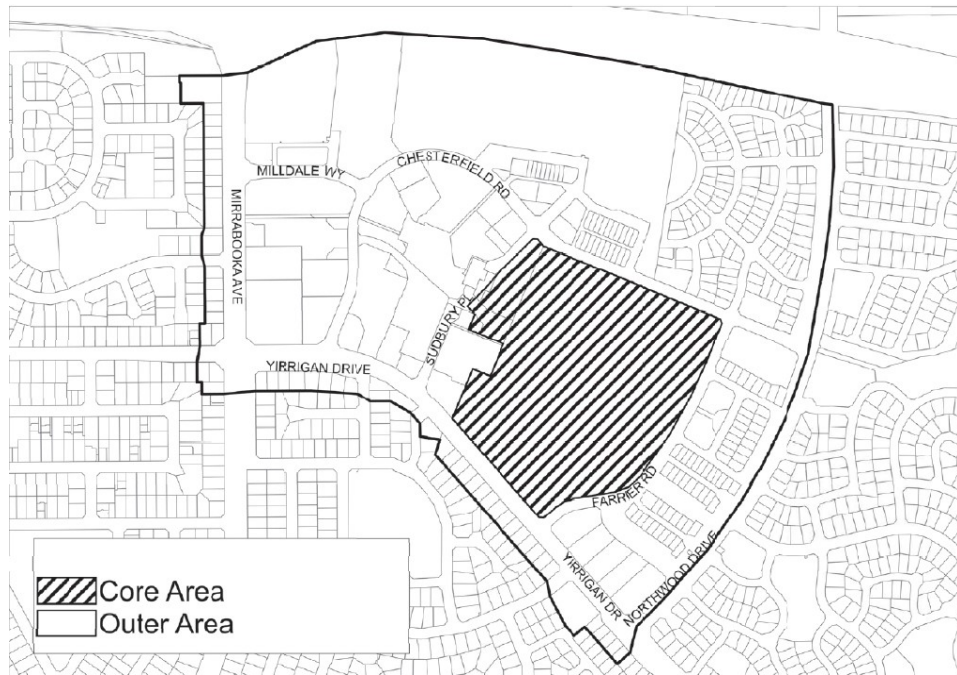 MILLDALE WY
CHESTERFIELD RD
MIRRABOOKA AVE
SUDBURY P
YIRRIGAN DRIVE
FARRIER RD
YIRRIGAN DR
NORTHWOOD DRIVE
Core Area
Outer Area